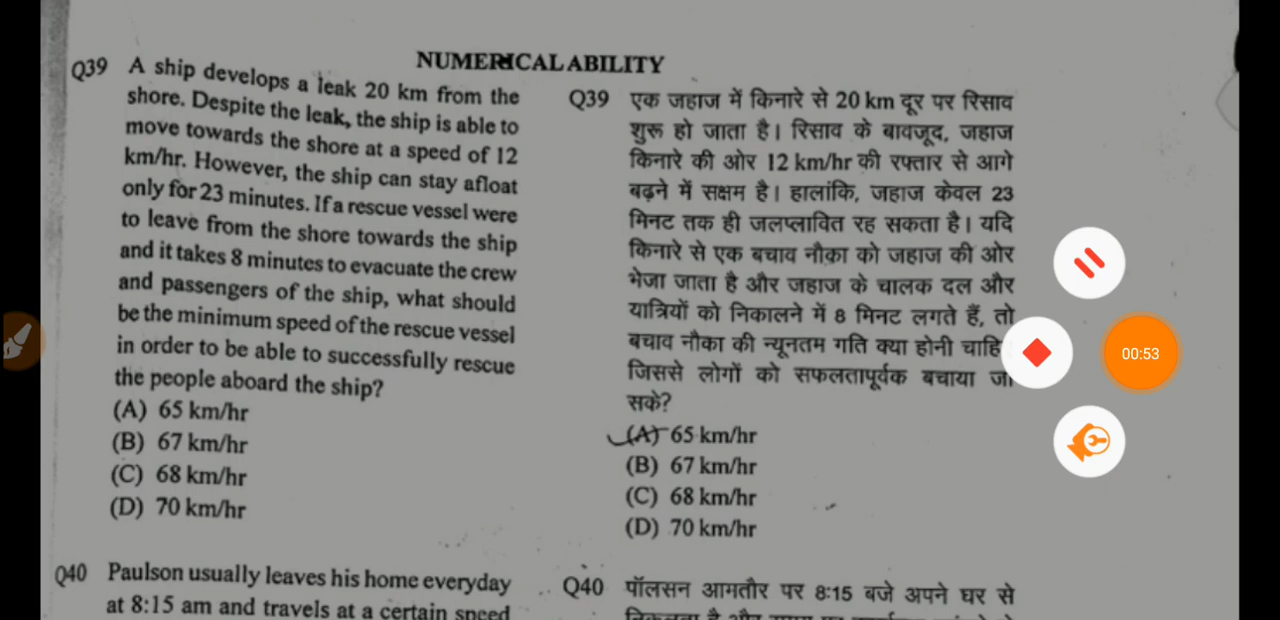 NUMERICAL ABILITY
Q39 A ship develops a leak 20 km from the
shore. Despite the leak, the ship is able to
move towards the shore at a speed of 12
km/hr. However, the ship can stay afloat
only for 23 minutes. If a rescue vessel were
to leave from the shore towards the ship
and it takes 8 minutes to evacuate the crew
and passengers of the ship, what should
be the minimum speed of the rescue vessel
in order to be able to successfully rescue
the people aboard the ship?
(A) 65 km/hr
(B) 67 km/hr
(C) 68 km/hr
(D) 70 km/hr
Q40 Paulson usually leaves his home everyday
at 8:15 am and travels at a certain speed
Q39 एक जहाज में किनारे से 20 km दूर पर रिसाव
शुरू हो जाता है। रिसाव के बावजूद, जहाज
किनारे की ओर 12 km/hr की रफ्तार से आगे
बढ़ने में सक्षम है। हालांकि, जहाज केवल 23
मिनट तक ही जलप्लावित रह सकता है। यदि
किनारे से एक बचाव नौका को जहाज की ओर
भेजा जाता है और जहाज के चालक दल और
यात्रियों को निकालने में 8 मिनट लगते हैं, तो
बचाव नौका की न्यूनतम गति क्या होनी चाहि
जिससे लोगों को सफलतापूर्वक बचाया जा
सके?
(A) 65 km/hr
(B) 67 km/hr
(C) 68 km/hr
(D) 70 km/hr
Q40 पॉलसन आमतौर पर 8:15 बजे अपने घर से
00:53